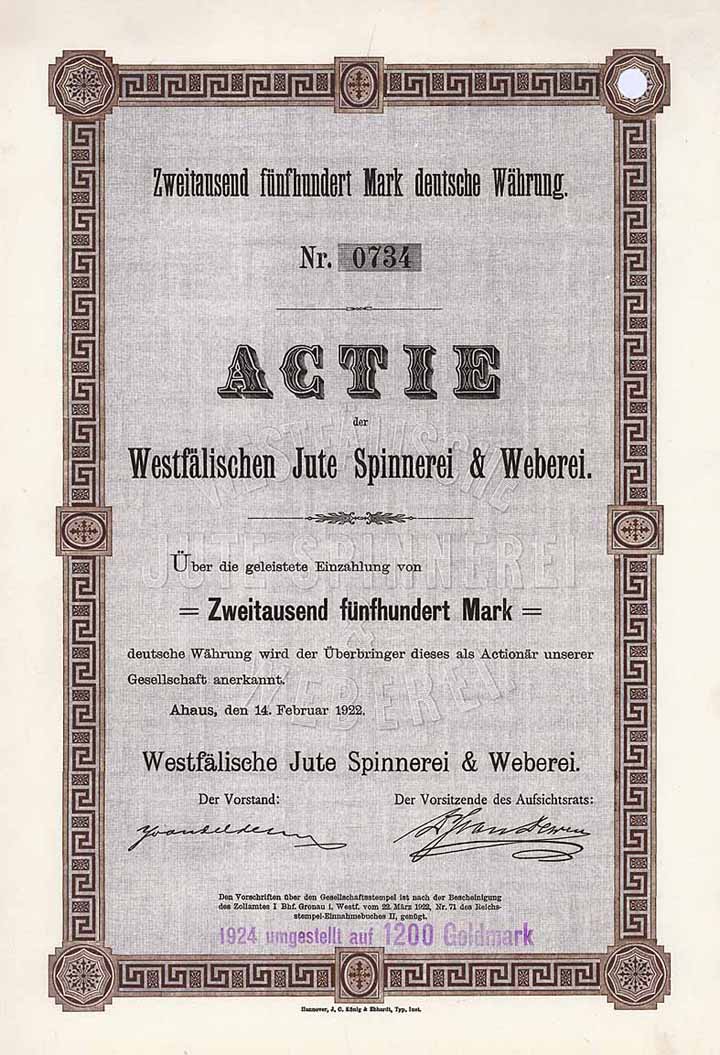 Zweitausend fünfhundert Mark deutsche Währung.
Nr. 0734
ACTIE
der
Westfälischen Jute Spinnerei & Weberei.
WESTFÄLISCHE
JUTE SPINNEREI
&
WEBEREI
Über die geleistete Einzahlung von
= Zweitausend fünfhundert Mark =
deutsche Währung wird der Überbringer dieses als Actionär unserer
Gesellschaft anerkannt.
Ahaus, den 14. Februar 1922.
Westfälische Jute Spinnerei & Weberei.
Der Vorstand: Der Vorsitzende des Aufsichtsrats:
Den Vorschriften über den Gesellschaftsstempel ist nach der Bescheinigung
des Zollamtes I Bhf. Gronau i. Westf. vom 22. März 1922, Nr. 71 des Reichs-
stempel-Einnahmebuches II, genügt.
1924 umgestellt auf 1200 Goldmark
Hannover, J. C. König & Ebhardt, Typ. Inst.